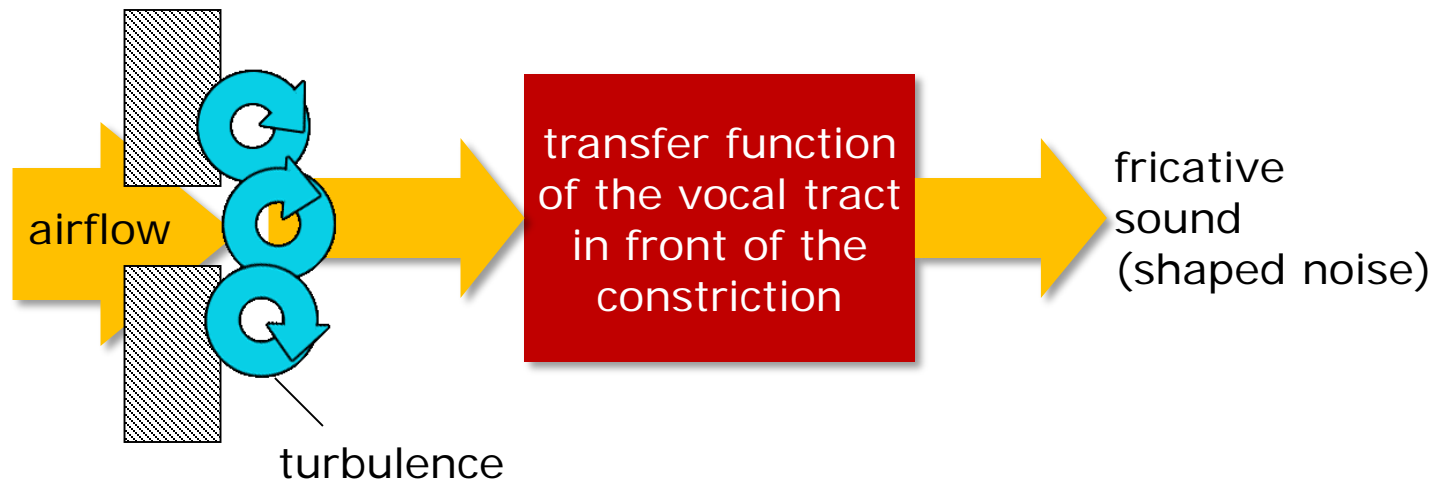 airflow
turbulence
transfer function
of the vocal tract
in front of the
constriction
fricative
sound
(shaped noise)